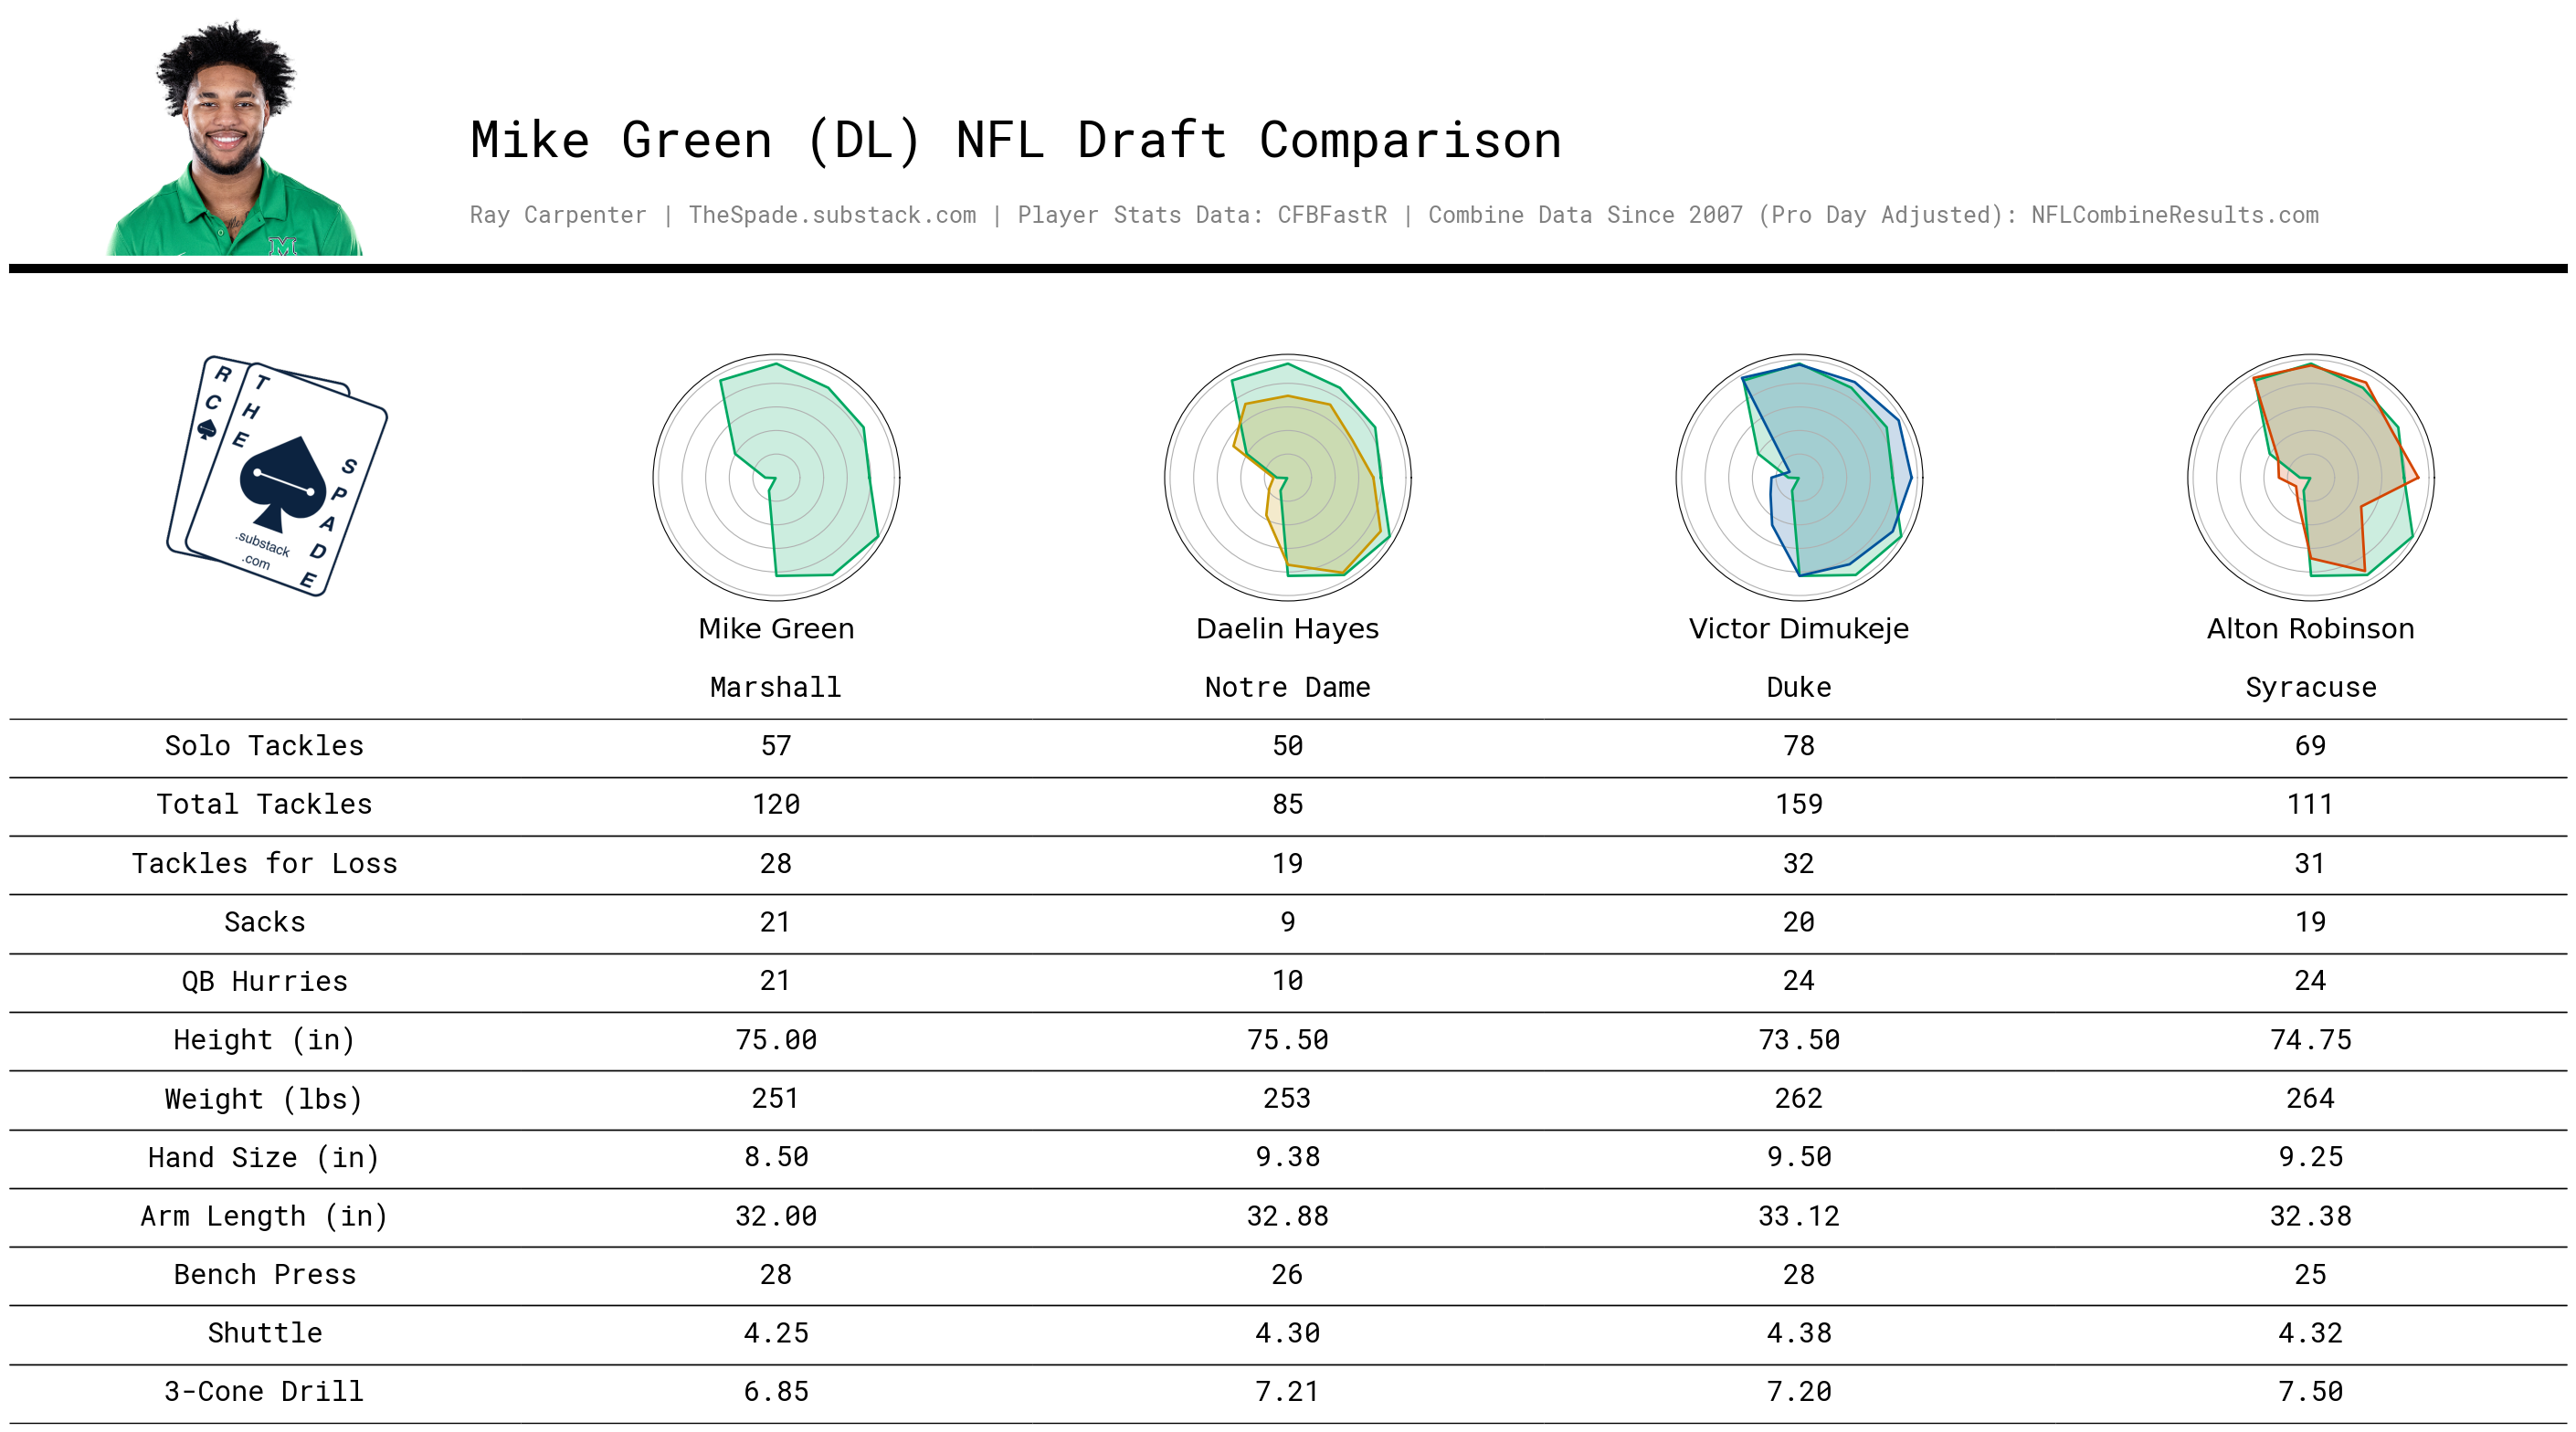 Mike Green (DL) NFL Draft Comparison
Ray Carpenter | TheSpade.substack.com | Player Stats Data: CFBFastR | Combine Data Since 2007 (Pro Day Adjusted): NFLCombineResults.com
R C
THE SPADE
.substack
.com
M
Mike Green Daelin Hayes Victor Dimukeje Alton Robinson
Marshall Notre Dame Duke Syracuse
Solo Tackles 57 50 78 69
Total Tackles 120 85 159 111
Tackles for Loss 28 19 32 31
Sacks 21 9 20 19
QB Hurries 21 10 24 24
Height (in) 75.00 75.50 73.50 74.75
Weight (lbs) 251 253 262 264
Hand Size (in) 8.50 9.38 9.50 9.25
Arm Length (in) 32.00 32.88 33.12 32.38
Bench Press 28 26 28 25
Shuttle 4.25 4.30 4.38 4.32
3-Cone Drill 6.85 7.21 7.20 7.50